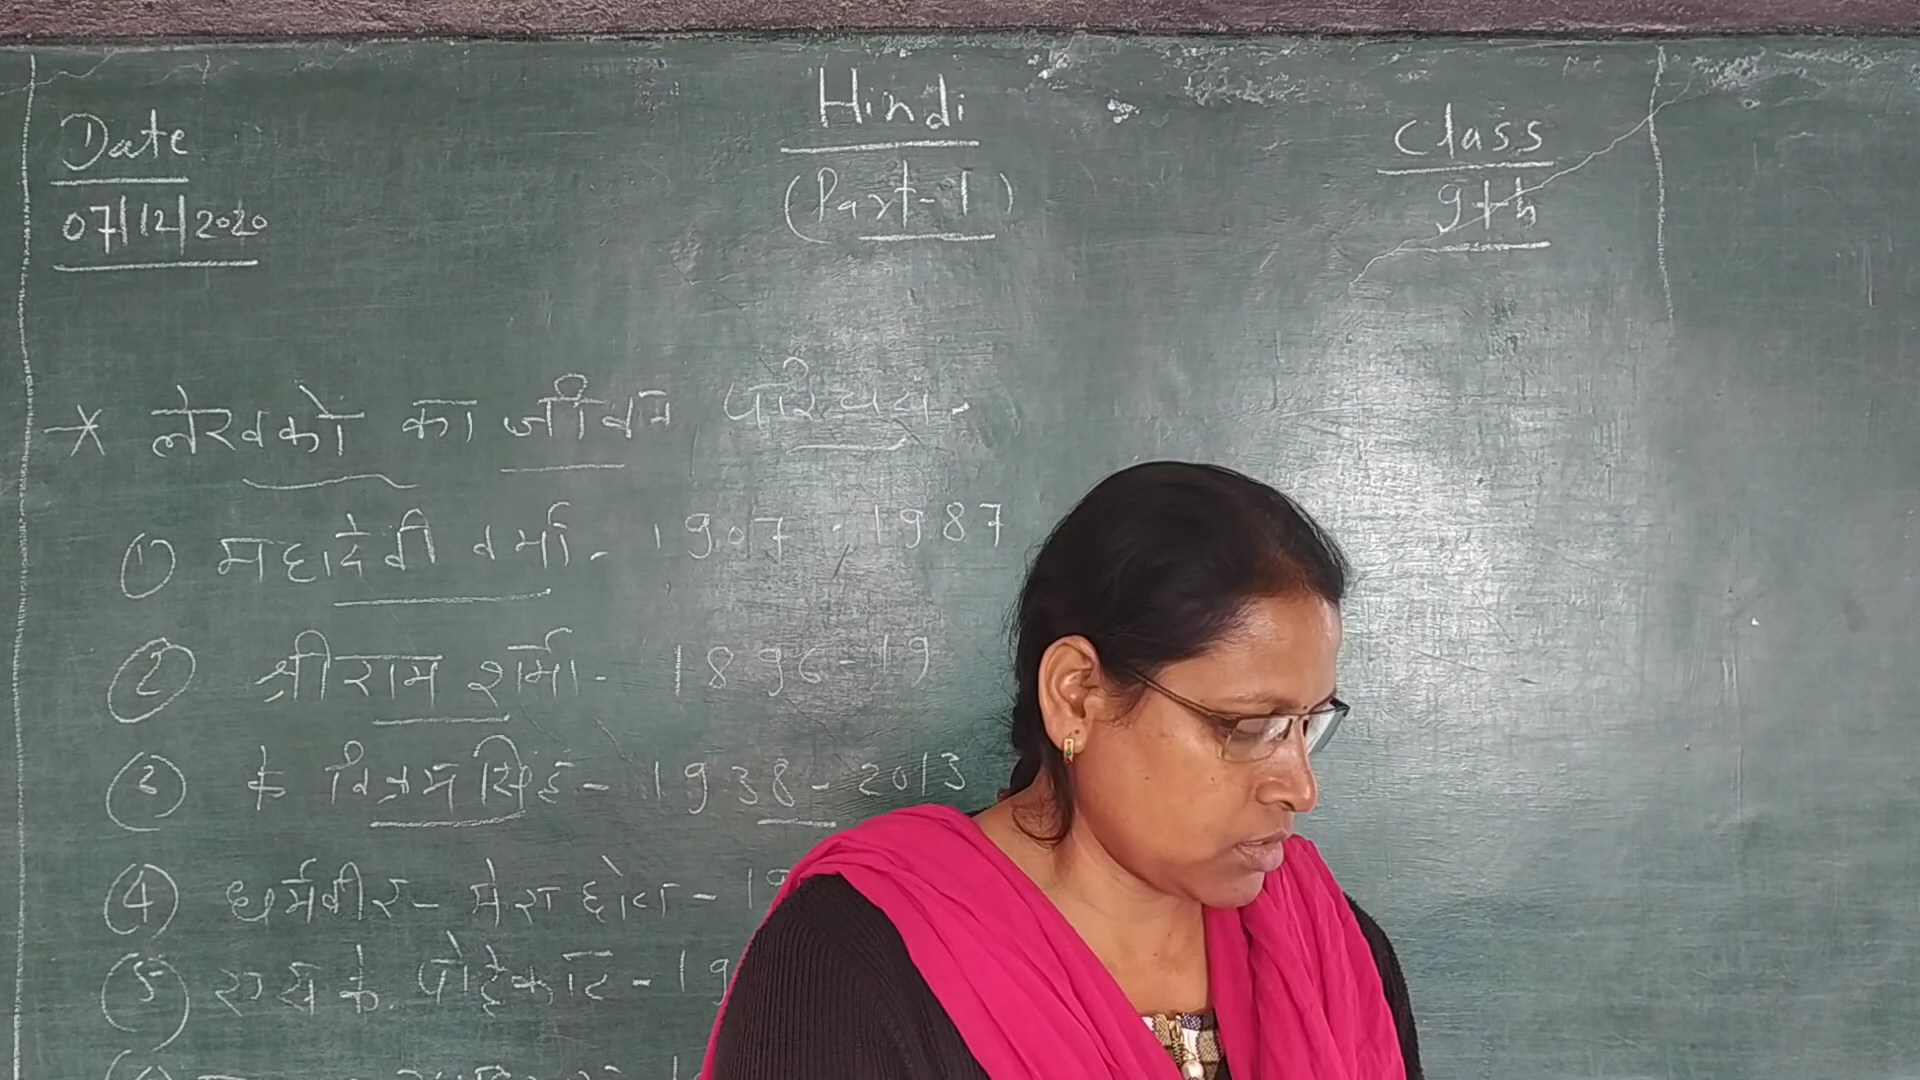 Date
07/12/2020
Hindi
(Part-1)
Class
9th
* लेखको का जीवन परिचय -
① महादेवी वर्मा - 1907 - 1987
② श्रीराम शर्मा - 1896-19
③ के विक्रम सिंह - 1938 - 2013
④ धर्मवीर - 19
⑤ एस के. पोट्टेकाट - 19